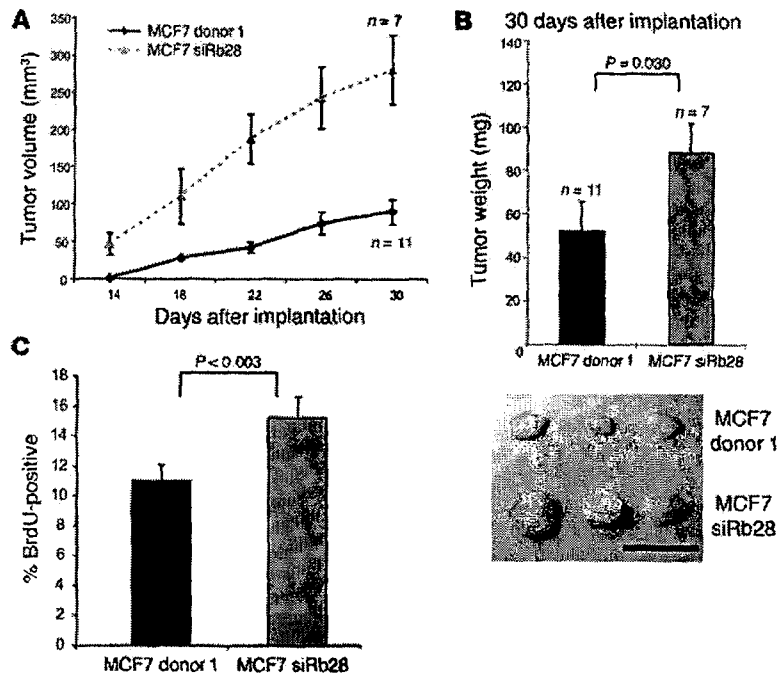 A
MCF7 donor 1
MCF7 siRb28
n = 7
n = 11
Tumor volume (mm³)
350
300
250
200
150
100
50
0
14
18
22
26
30
Days after implantation
B
30 days after implantation
P = 0.030
n = 11
n = 7
Tumor weight (mg)
140
120
100
80
60
40
20
0
MCF7 donor 1
MCF7 siRb28
MCF7
donor 1
MCF7
siRb28
C
P < 0.003
% BrdU-positive
18
16
14
12
10
8
6
4
2
0
MCF7 donor 1
MCF7 siRb28